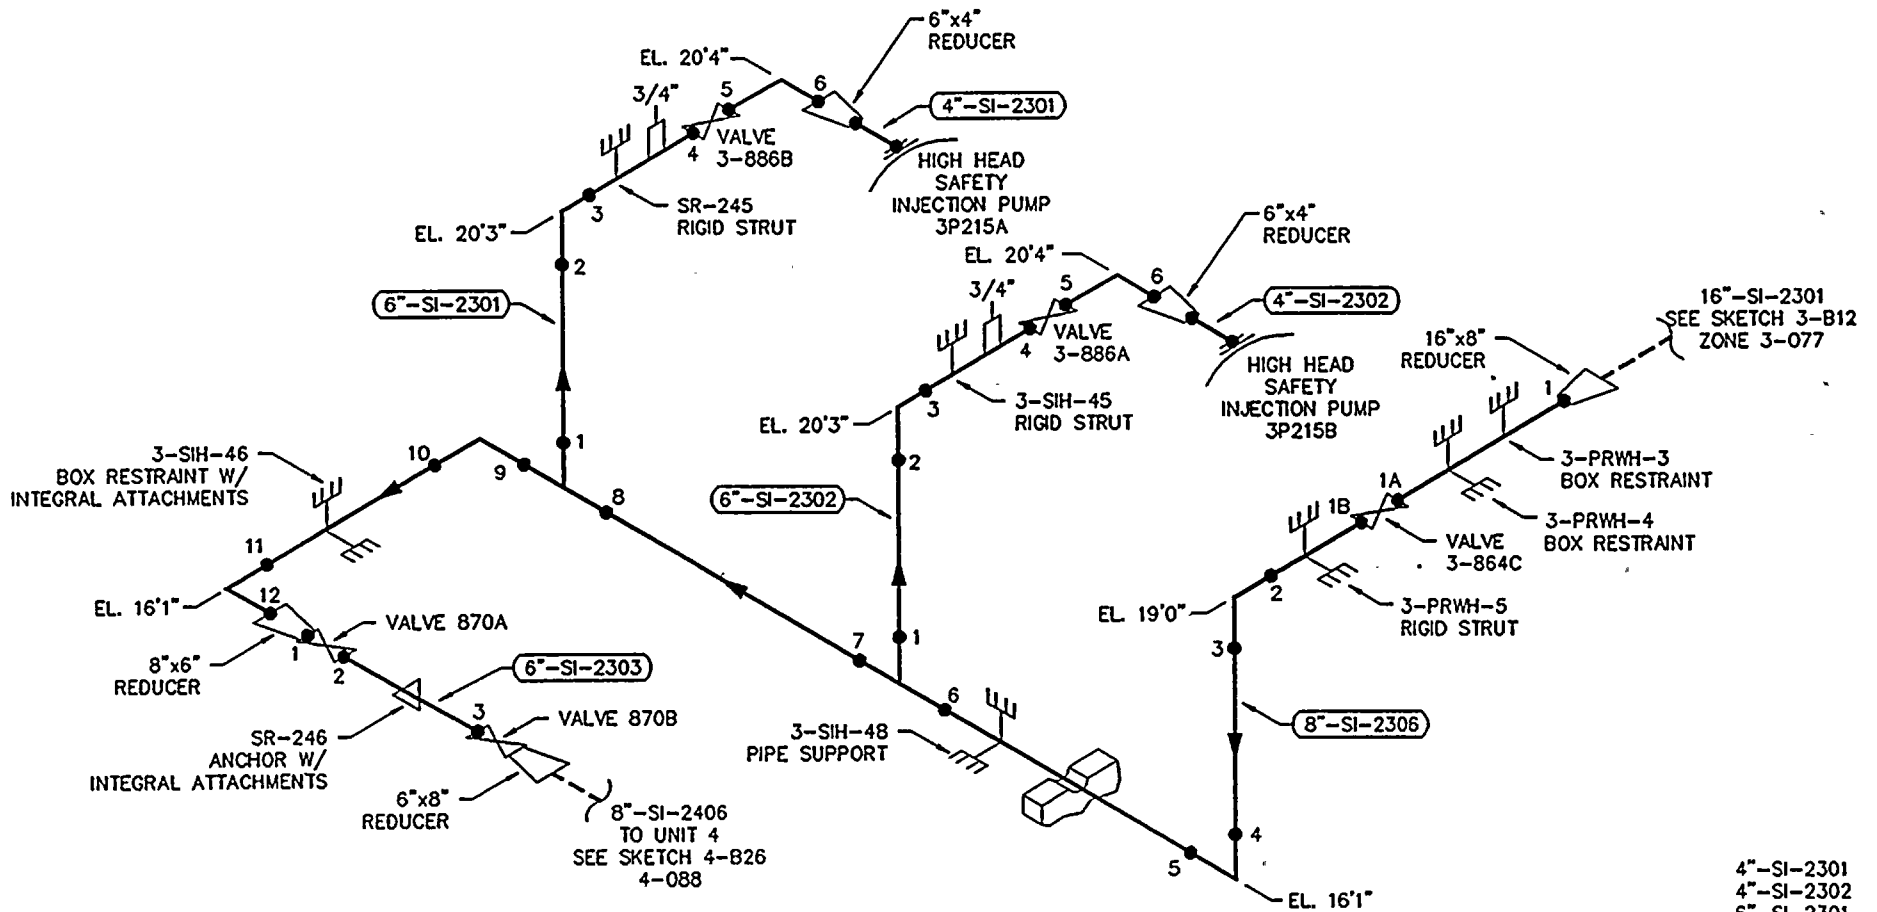 6"x4"
REDUCER
EL. 20'4"
6
5
3/4"
4"-SI-2301
VALVE
3-886B
4
HIGH HEAD
SAFETY
INJECTION PUMP
3P215A
SR-245
RIGID STRUT
3
EL. 20'3"
2
6"-SI-2301
1
6"x4"
REDUCER
EL. 20'4"
6
5
3/4"
4"-SI-2302
VALVE
3-886A
4
HIGH HEAD
SAFETY
INJECTION PUMP
3P215B
3-SIH-45
RIGID STRUT
3
EL. 20'3"
2
6"-SI-2302
1
16"-SI-2301
SEE SKETCH 3-B12
ZONE 3-077
16"x8"
REDUCER
1
3-PRWH-3
BOX RESTRAINT
3-PRWH-4
BOX RESTRAINT
1A
1B
VALVE
3-864C
3-PRWH-5
RIGID STRUT
2
EL. 19'0"
3
8"-SI-2306
4
5
EL. 16'1"
3-SIH-48
PIPE SUPPORT
6
7
8
9
10
3-SIH-46
BOX RESTRAINT W/
INTEGRAL ATTACHMENTS
11
EL. 16'1"
12
VALVE 870A
8"x6"
REDUCER
1
2
6"-SI-2303
SR-246
ANCHOR W/
INTEGRAL ATTACHMENTS
3
VALVE 870B
6"x8"
REDUCER
8"-SI-2406
TO UNIT 4
SEE SKETCH 4-B26
4-088
4"-SI-2301
4"-SI-2302
6"-SI-2301